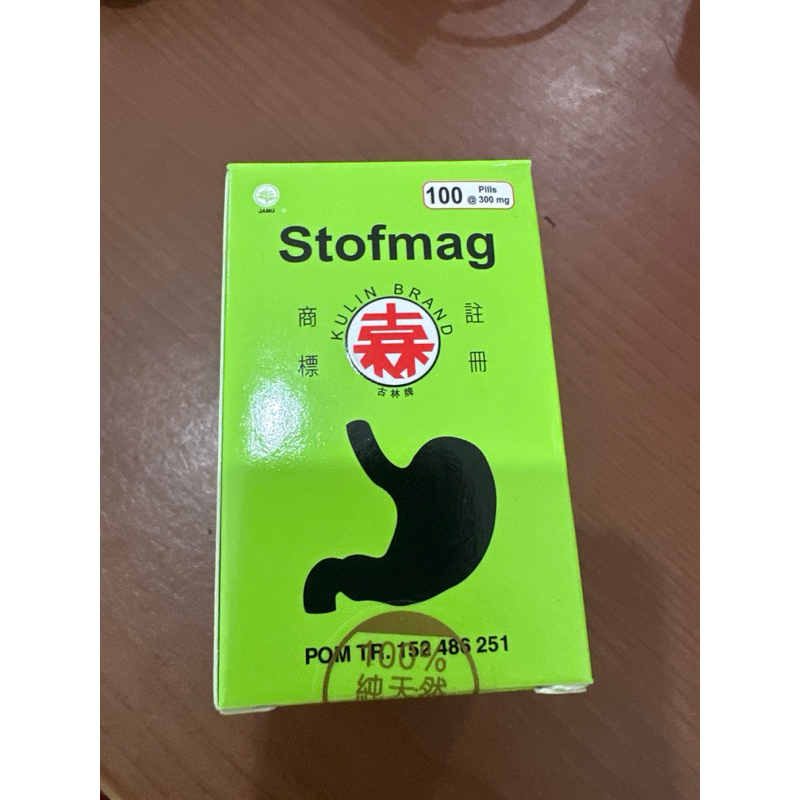 JAMU
100 Pills
@ 300 mg
Stofmag
KULIN BRAND
商標
註冊
古林牌
POM TR. 152 486 251
100%
純天然